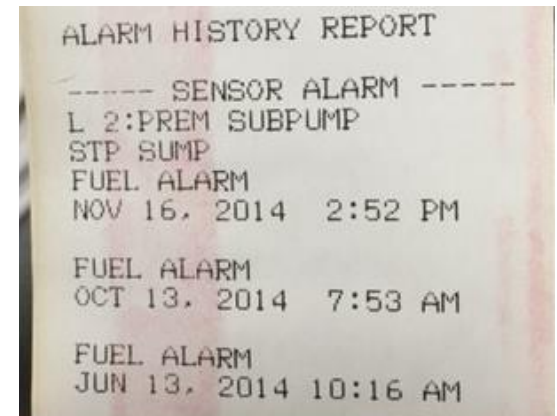 ALARM HISTORY REPORT
----- SENSOR ALARM -----
L 2:PREM SUBPUMP
STP SUMP
FUEL ALARM
NOV 16, 2014 2:52 PM
FUEL ALARM
OCT 13, 2014 7:53 AM
FUEL ALARM
JUN 13, 2014 10:16 AM